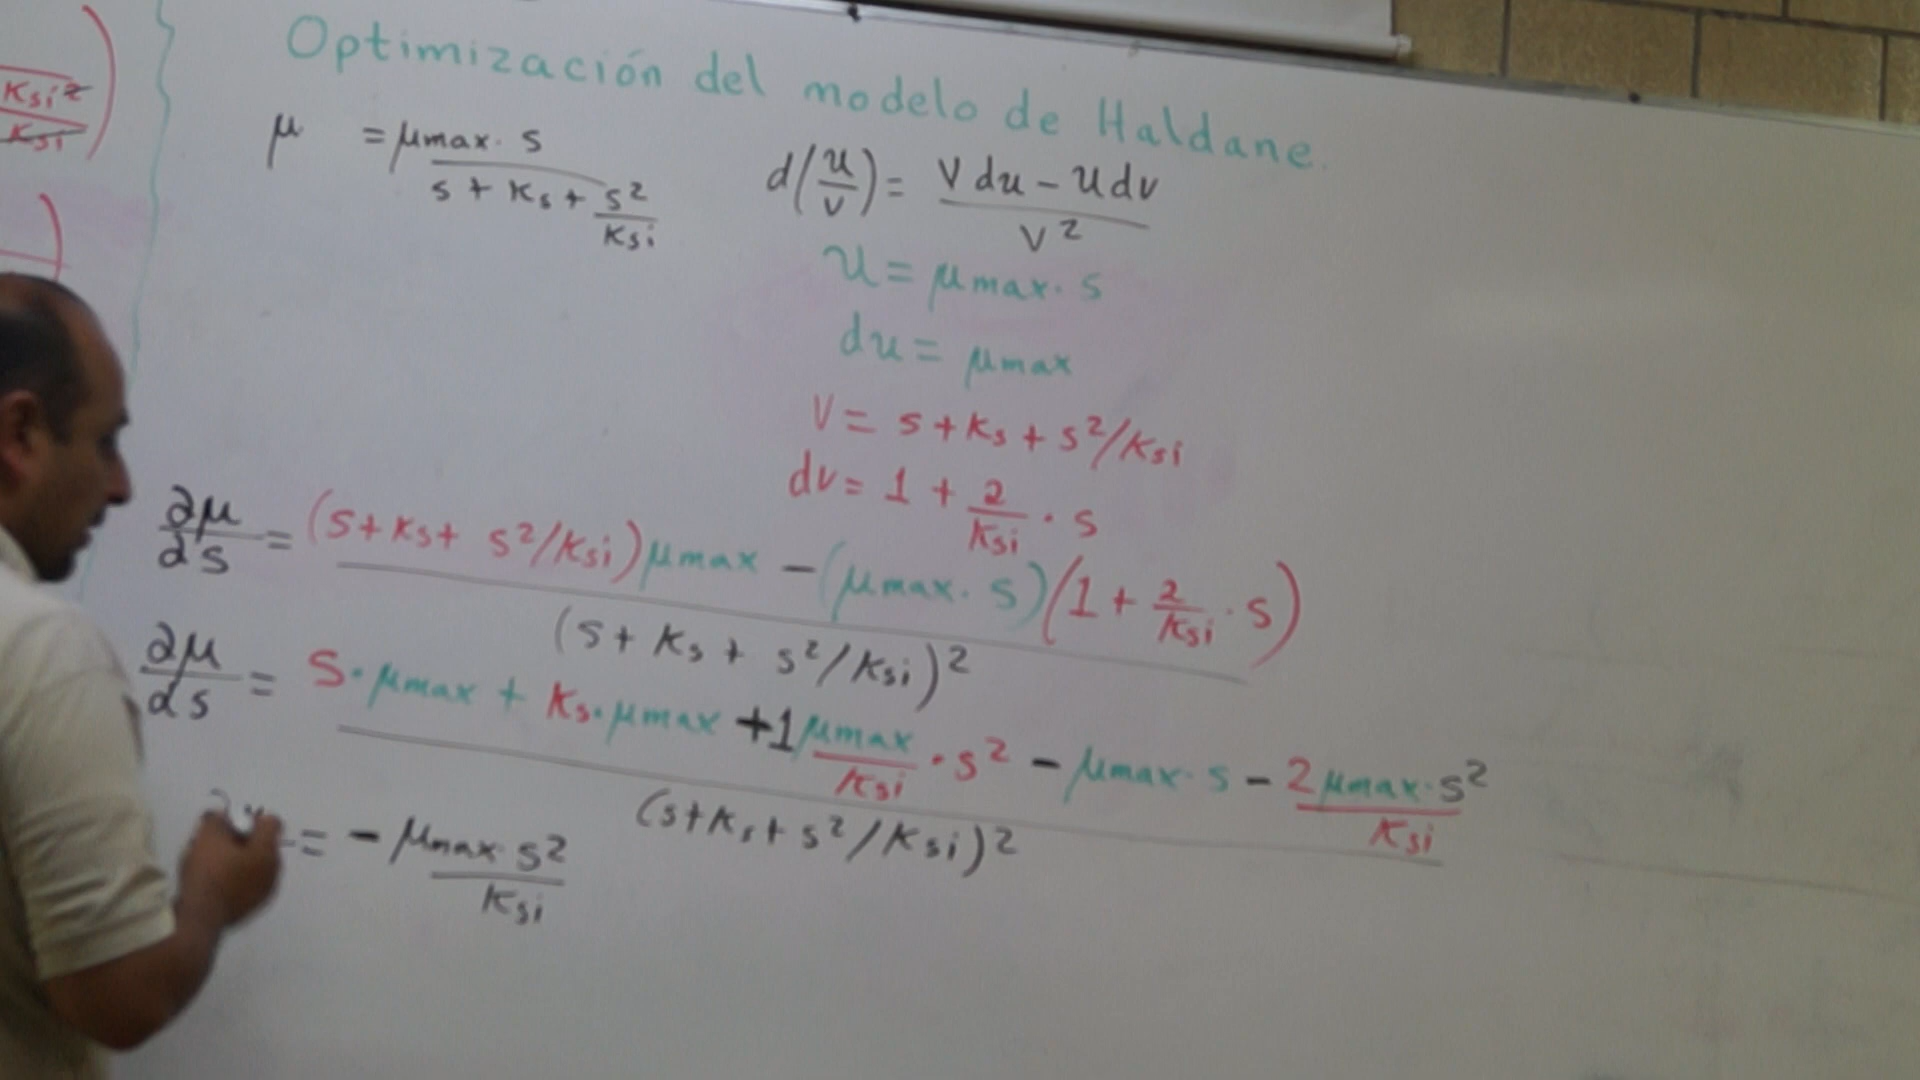 Ksi²
Ksi
Optimización del modelo de Haldane.
μ = μmax · s
s + Ks + s²
Ksi
d(u/v) = v du - u dv
v²
u = μmax · s
du = μmax
v = s + Ks + s²/Ksi
dv = 1 + 2/Ksi · s
∂μ/∂s = (s + Ks + s²/Ksi) μmax - (μmax · s)(1 + 2/Ksi · s)
(s + Ks + s²/Ksi)²
∂μ/∂s = s · μmax + Ks · μmax + 1 μmax/Ksi · s² - μmax · s - 2 μmax · s²/Ksi
(s + Ks + s²/Ksi)²
= - μmax · s²
Ksi